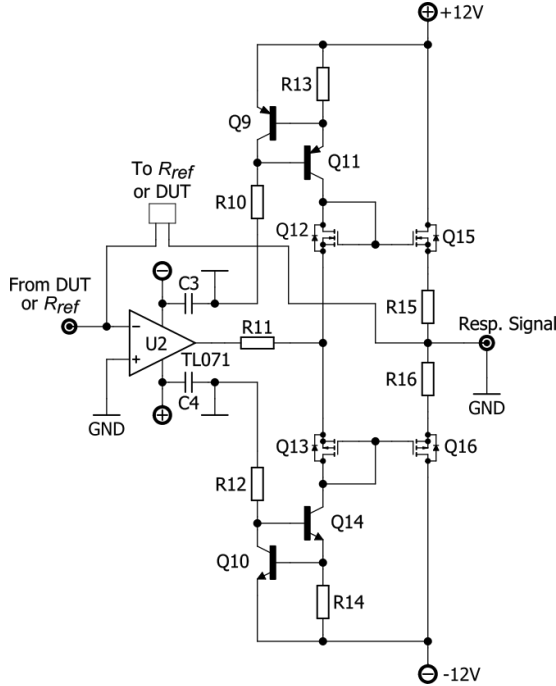 +12V
R13
Q9
Q11
To Rref
or DUT
R10
Q12
Q15
C3
From DUT
or Rref
R15
R11
Resp. Signal
U2
TL071
R16
C4
GND
GND
Q13
Q16
R12
Q14
Q10
R14
-12V